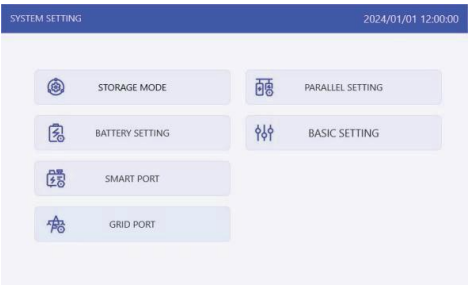 SYSTEM SETTING
2024/01/01 12:00:00
STORAGE MODE
PARALLEL SETTING
BATTERY SETTING
BASIC SETTING
SMART PORT
GRID PORT